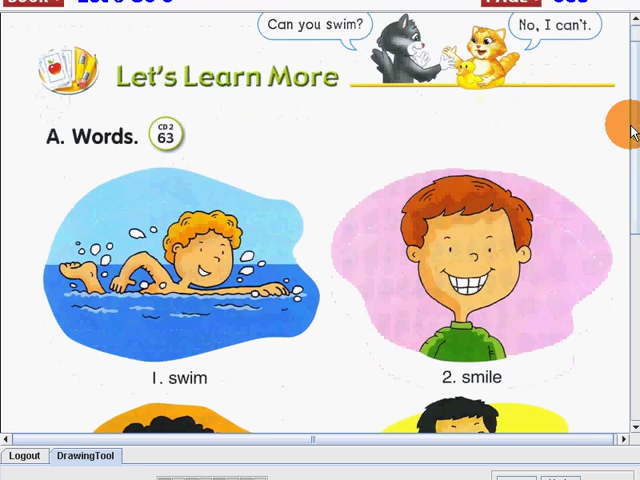 Can you swim?
No, I can't.
Let's Learn More
A. Words.
CD 2
63
1. swim
2. smile
Logout
DrawingTool